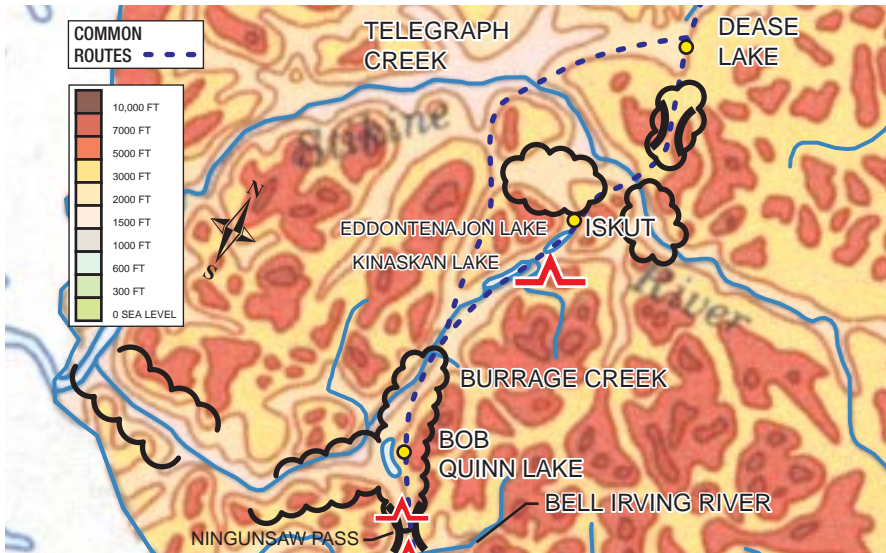 COMMON
ROUTES
TELEGRAPH
CREEK
DEASE
LAKE
10,000 FT
7000 FT
5000 FT
3000 FT
2000 FT
1500 FT
1000 FT
600 FT
300 FT
0 SEA LEVEL
Stikine
N
S
EDDONTENAJON LAKE
ISKUT
KINASKAN LAKE
River
BURRAGE CREEK
BOB
QUINN LAKE
BELL IRVING RIVER
NINGUNSAW PASS